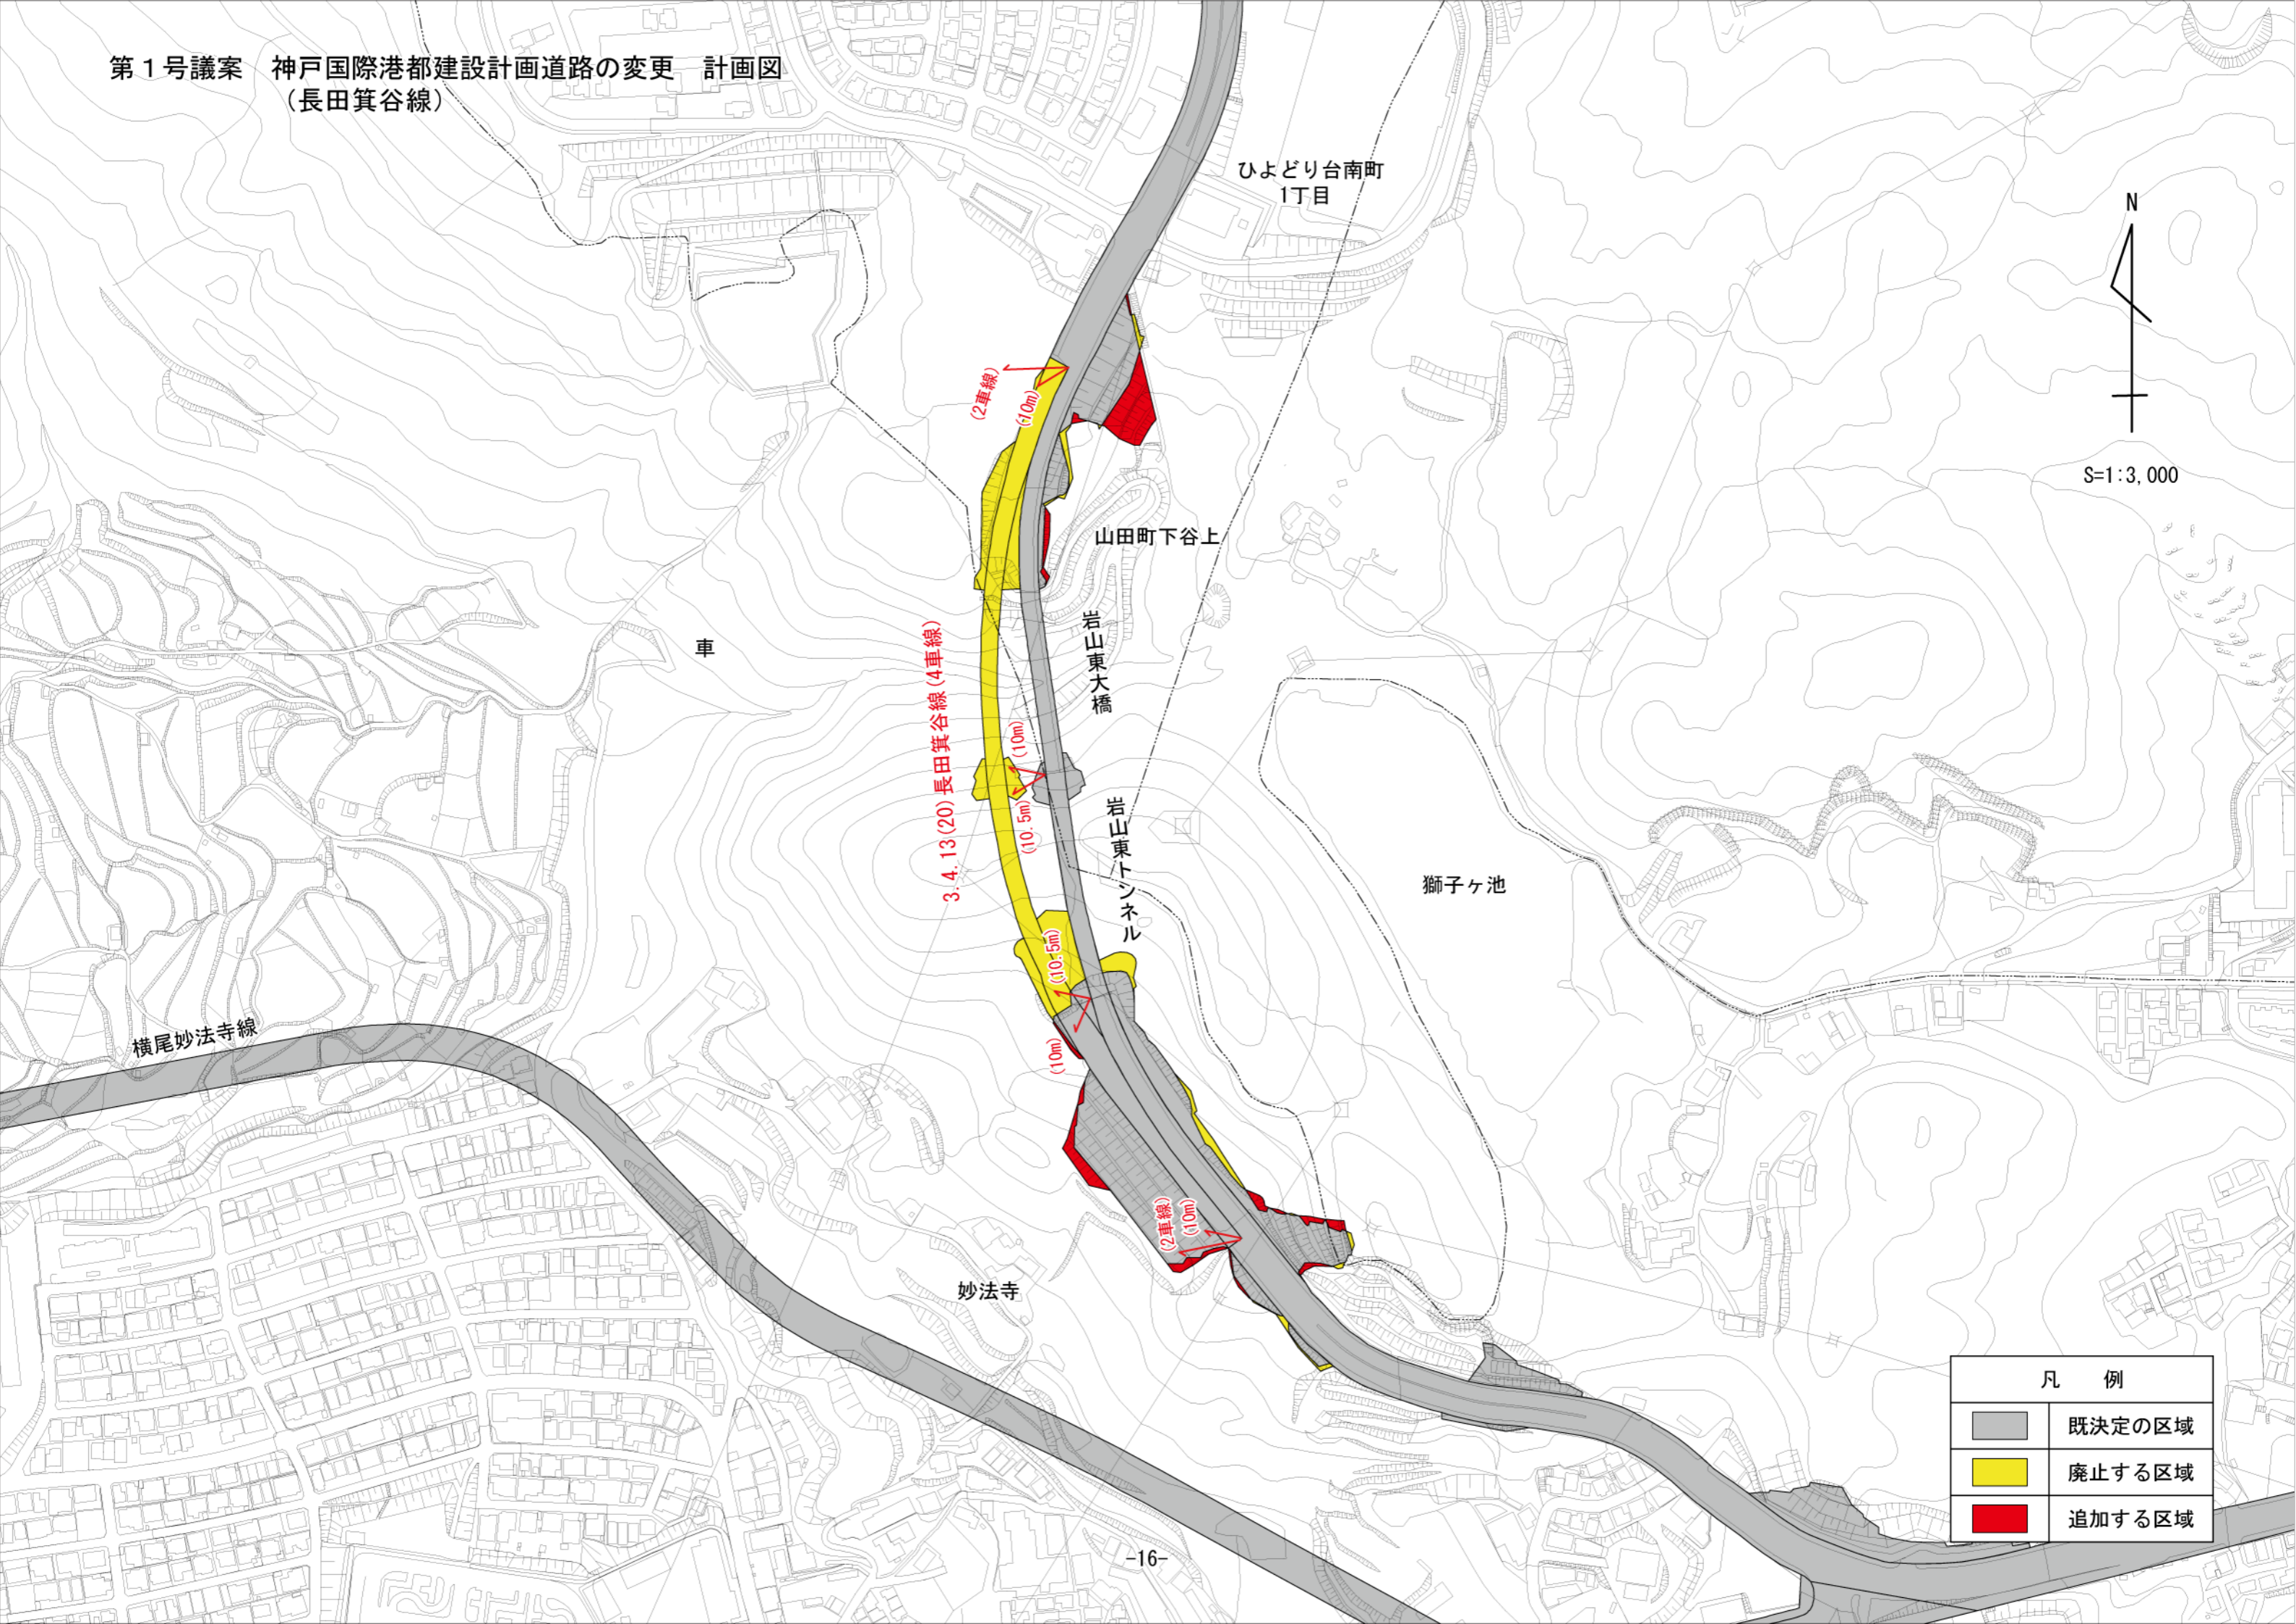 第1号議案　神戸国際港都建設計画道路の変更　計画図
（長田箕谷線）
ひよどり台南町
1丁目
N
S=1:3,000
(2車線)
(10m)
山田町下谷上
岩山東大橋
車
3.4.13(20)長田箕谷線(4車線)
(10m)
(10.5m)
岩山東トンネル
獅子ヶ池
(10.5m)
(10m)
横尾妙法寺線
(2車線)
(10m)
妙法寺
凡　例
既決定の区域
廃止する区域
追加する区域
-16-